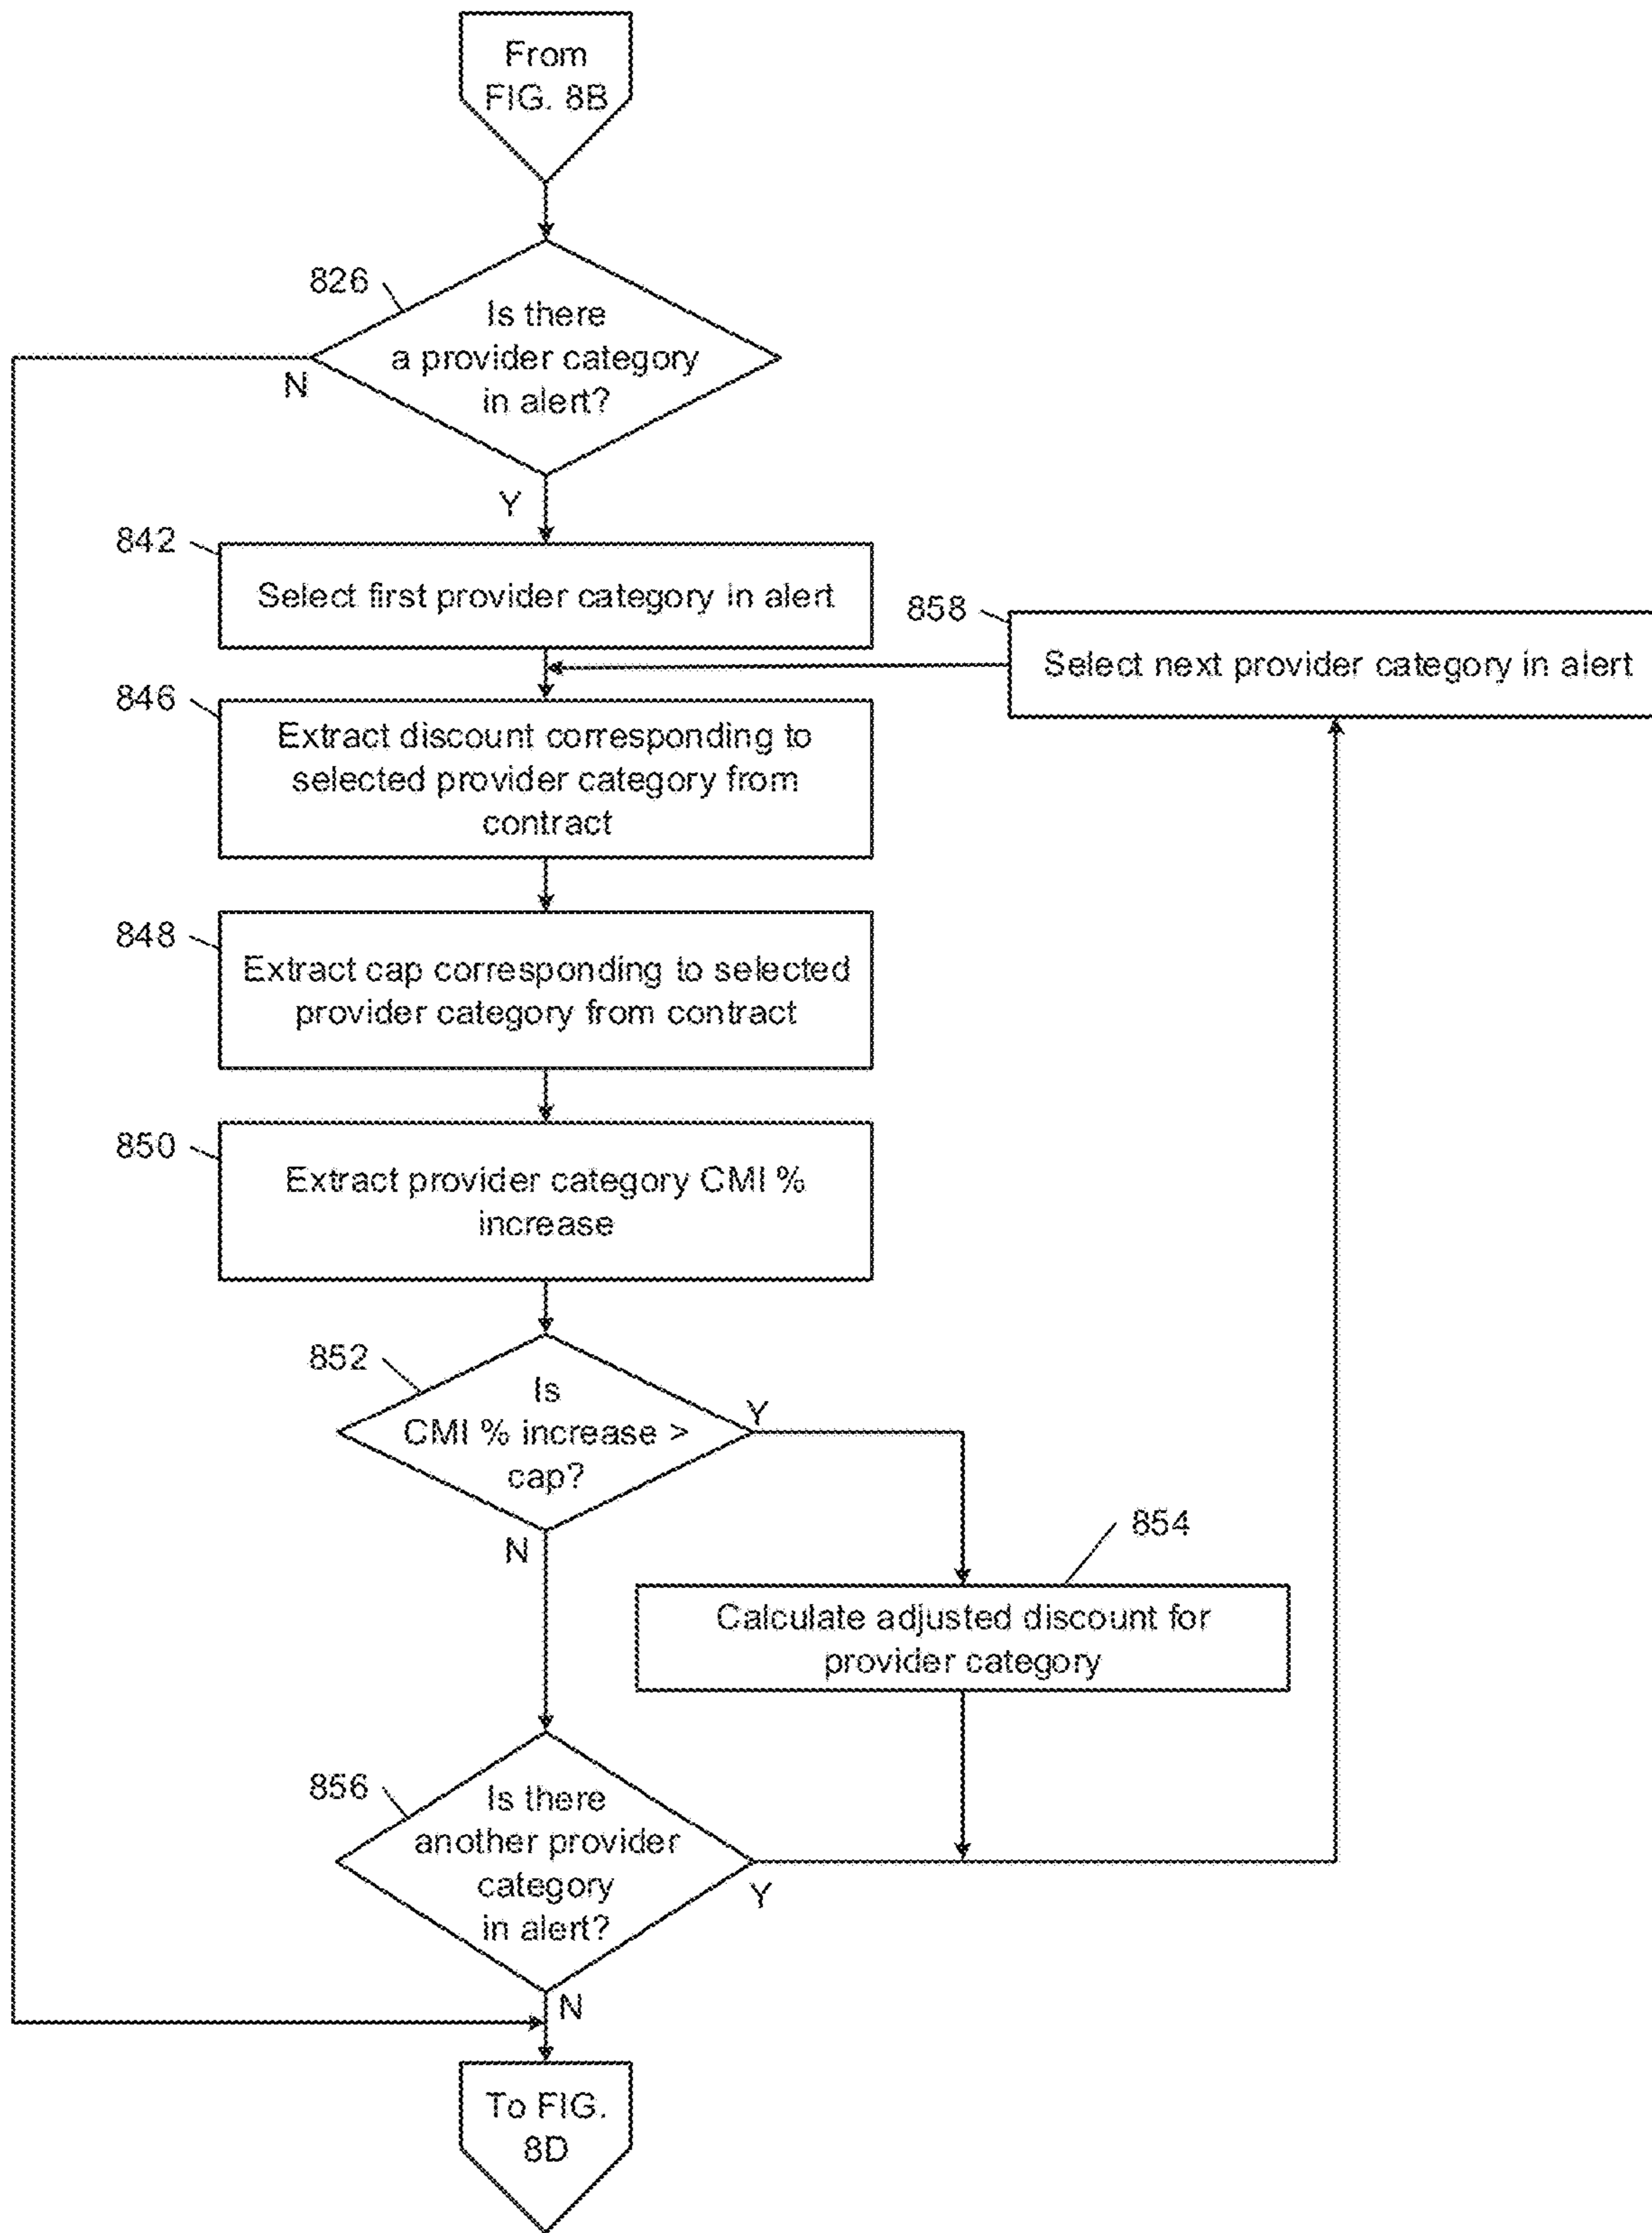 From
FIG. 8B
826
Is there
a provider category
in alert?
N
Y
842
Select first provider category in alert
858
Select next provider category in alert
846
Extract discount corresponding to
selected provider category from
contract
848
Extract cap corresponding to selected
provider category from contract
850
Extract provider category CMI %
increase
852
Is
CMI % increase >
cap?
Y
N
854
Calculate adjusted discount for
provider category
856
Is there
another provider
category
in alert?
Y
N
To FIG.
8D